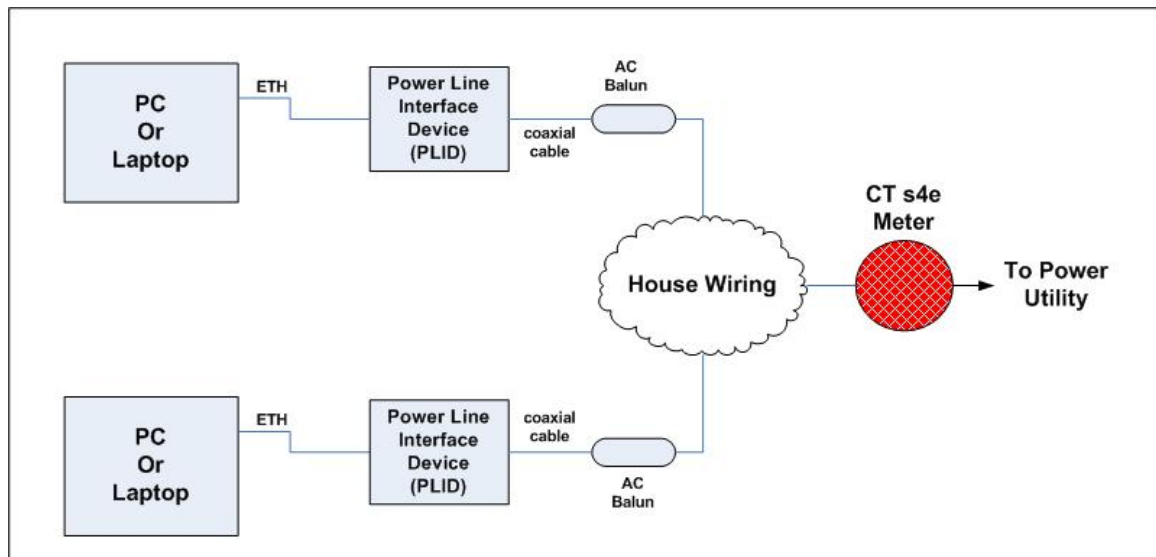 PC
Or
Laptop
ETH
Power Line
Interface
Device
(PLID)
coaxial
cable
AC
Balun
House Wiring
CT s4e
Meter
To Power
Utility
PC
Or
Laptop
ETH
Power Line
Interface
Device
(PLID)
coaxial
cable
AC
Balun